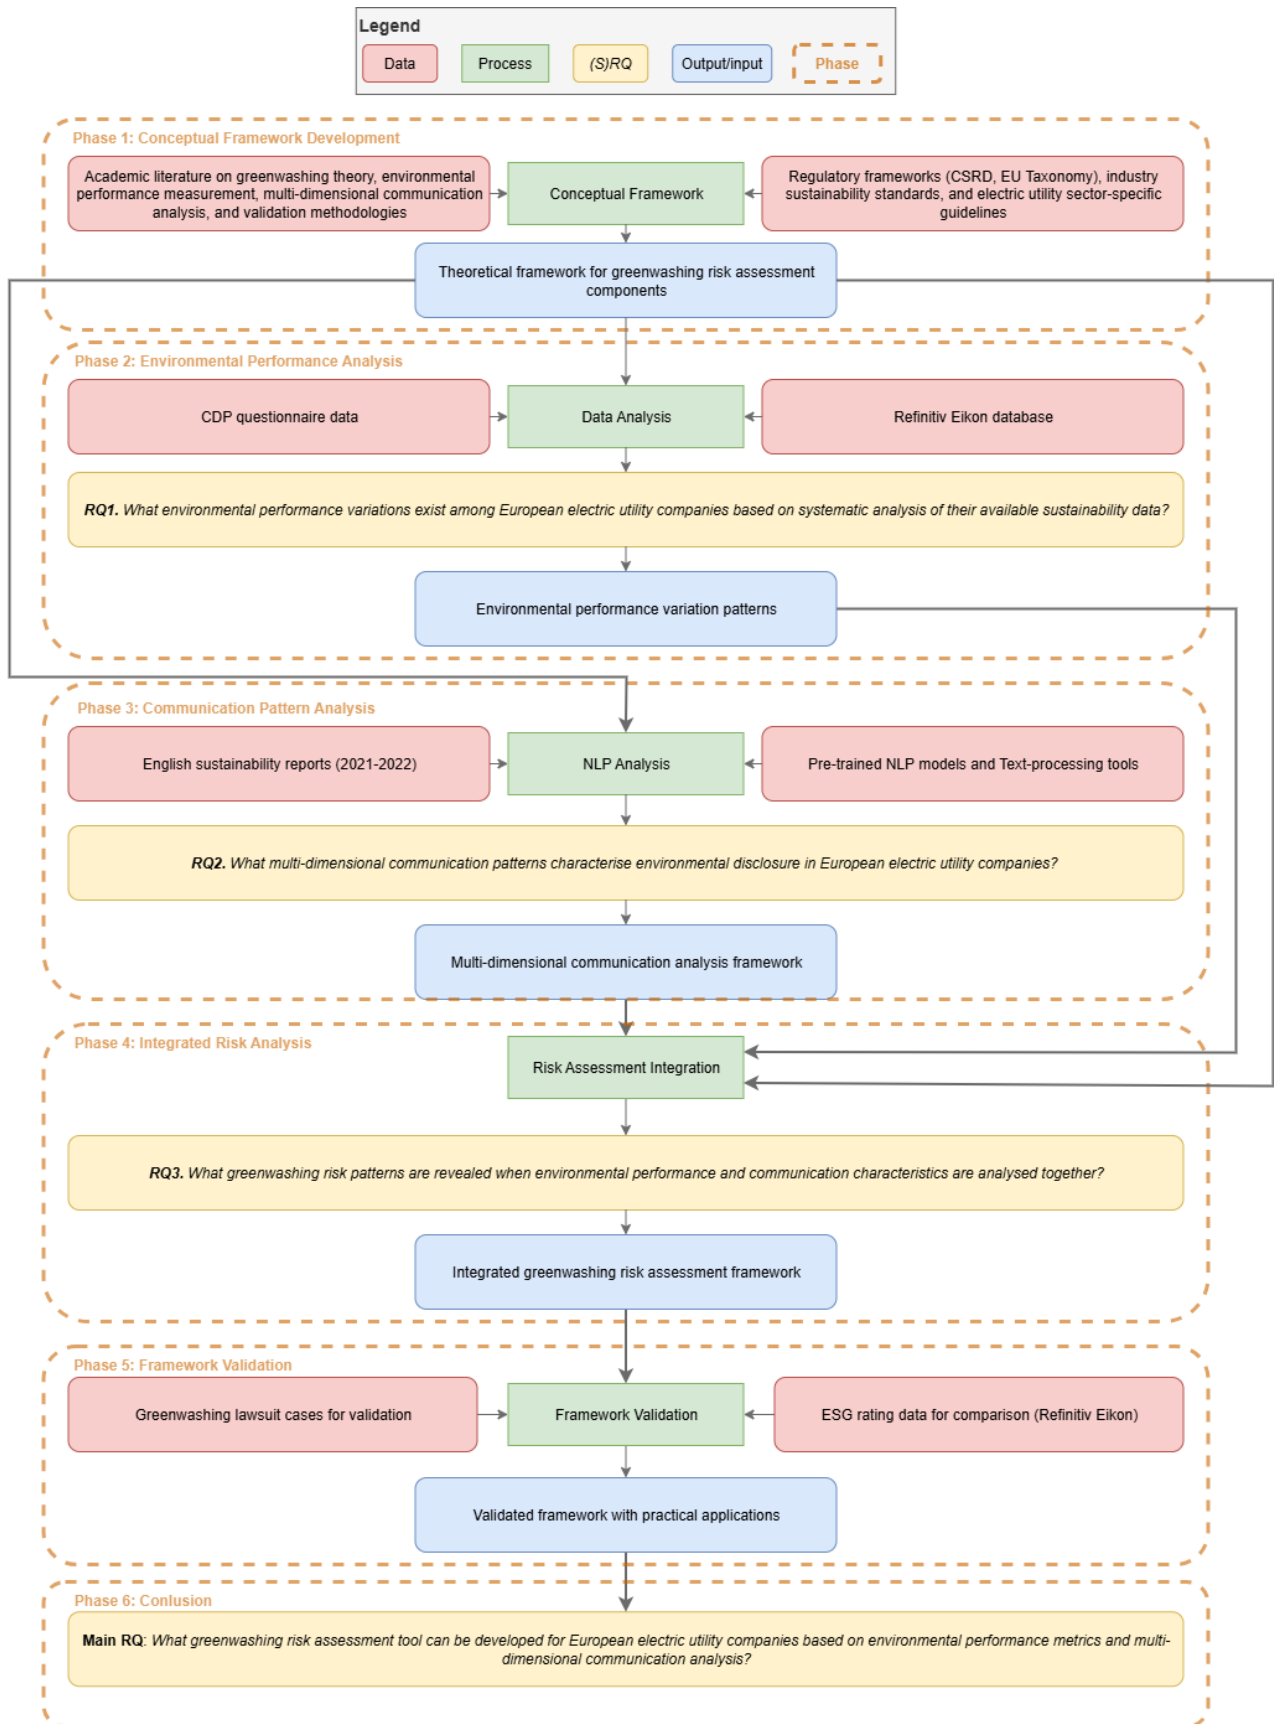 Legend
Data
Process
(S)RQ
Output/input
Phase
Phase 1: Conceptual Framework Development
Academic literature on greenwashing theory, environmental
performance measurement, multi-dimensional communication
analysis, and validation methodologies
Conceptual Framework
Regulatory frameworks (CSRD, EU Taxonomy), industry
sustainability standards, and electric utility sector-specific
guidelines
Theoretical framework for greenwashing risk assessment
components
Phase 2: Environmental Performance Analysis
CDP questionnaire data
Data Analysis
Refinitiv Eikon database
RQ1. What environmental performance variations exist among European electric utility companies based on systematic analysis of their available sustainability data?
Environmental performance variation patterns
Phase 3: Communication Pattern Analysis
English sustainability reports (2021-2022)
NLP Analysis
Pre-trained NLP models and Text-processing tools
RQ2. What multi-dimensional communication patterns characterise environmental disclosure in European electric utility companies?
Multi-dimensional communication analysis framework
Phase 4: Integrated Risk Analysis
Risk Assessment Integration
RQ3. What greenwashing risk patterns are revealed when environmental performance and communication characteristics are analysed together?
Integrated greenwashing risk assessment framework
Phase 5: Framework Validation
Greenwashing lawsuit cases for validation
Framework Validation
ESG rating data for comparison (Refinitiv Eikon)
Validated framework with practical applications
Phase 6: Conlusion
Main RQ: What greenwashing risk assessment tool can be developed for European electric utility companies based on environmental performance metrics and multi-
dimensional communication analysis?